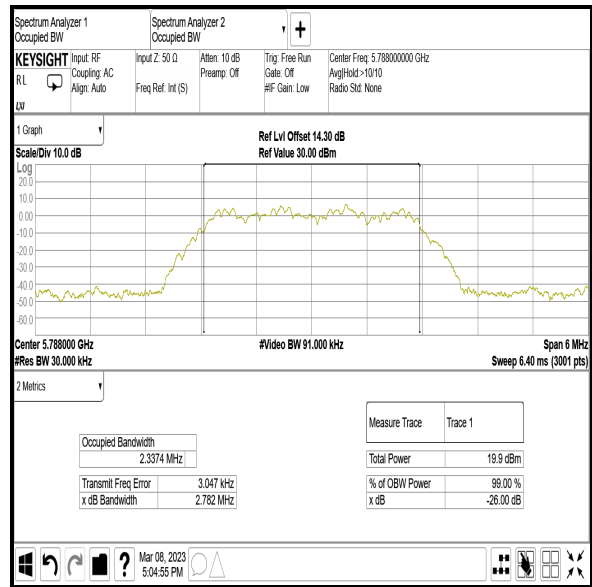 Spectrum Analyzer 1
Occupied BW
Spectrum Analyzer 2
Occupied BW
KEYSIGHT
RL
LXI
Input: RF
Coupling: AC
Align: Auto
Input Z: 50 Ω
Freq Ref: Int (S)
Atten: 10 dB
Preamp: Off
Trig: Free Run
Gate: Off
#IF Gain: Low
Center Freq: 5.788000000 GHz
Avg|Hold:>10/10
Radio Std: None
1 Graph
Scale/Div 10.0 dB
Ref Lvl Offset 14.30 dB
Ref Value 30.00 dBm
Log
20.0
10.0
0.00
-10.0
-20.0
-30.0
-40.0
-50.0
-60.0
Center 5.788000 GHz
#Res BW 30.000 kHz
#Video BW 91.000 kHz
Span 6 MHz
Sweep 6.40 ms (3001 pts)
2 Metrics
Occupied Bandwidth
2.3374 MHz
Transmit Freq Error 3.047 kHz
x dB Bandwidth 2.782 MHz
Measure Trace Trace 1
Total Power 19.9 dBm
% of OBW Power 99.00 %
x dB -26.00 dB
?
Mar 08, 2023
5:04:55 PM